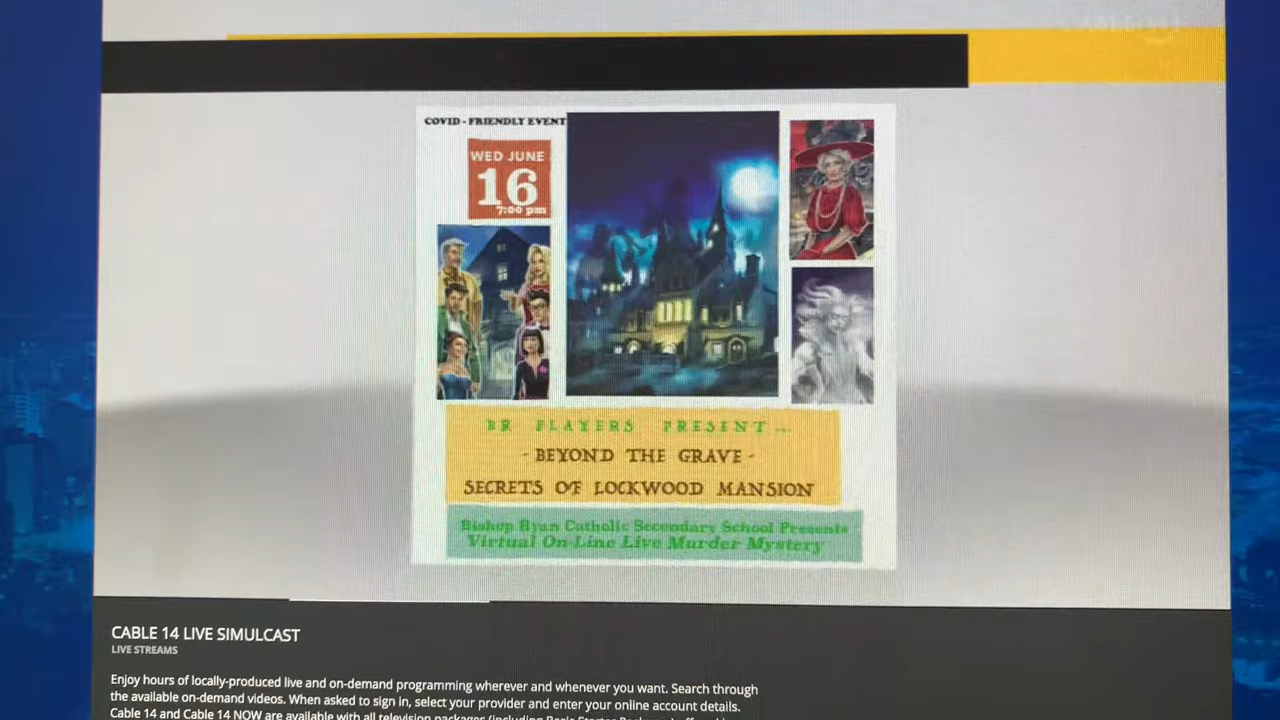 COVID - FRIENDLY EVENT
WED JUNE
16
7:00 pm
BR PLAYERS PRESENT...
- BEYOND THE GRAVE -
SECRETS OF LOCKWOOD MANSION
Bishop Ryan Catholic Secondary School Presents
Virtual On-Line Live Murder Mystery
CABLE 14 LIVE SIMULCAST
LIVE STREAMS
Enjoy hours of locally-produced live and on-demand programming wherever and whenever you want. Search through
the available on-demand videos. When asked to sign in, select your provider and enter your online account details.
Cable 14 and Cable 14 NOW are available with all television packages (including Basic Starter